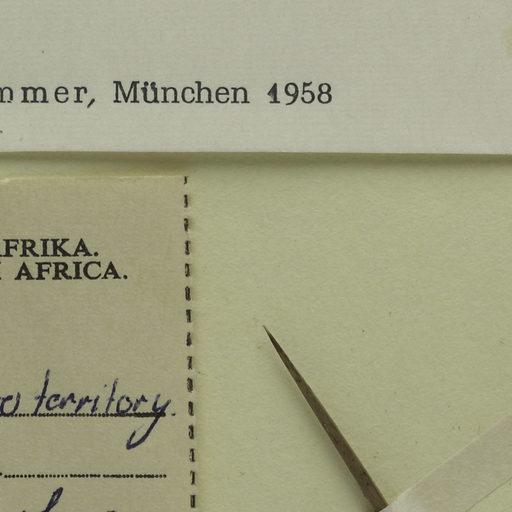 mmer, München 1958
AFRIKA.
AFRICA.
territory.